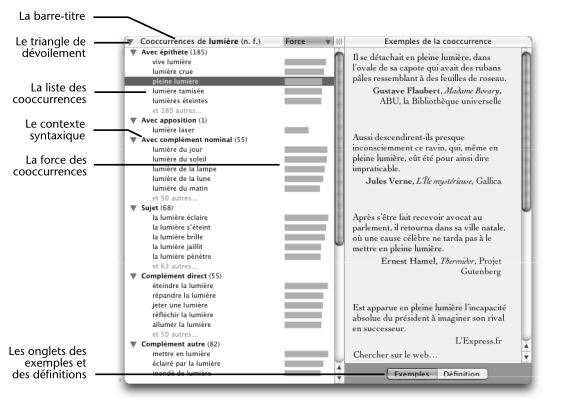 La barre-titre
Le triangle de
dévoilement
La liste des
cooccurrences
Le contexte
syntaxique
La force des
cooccurrences
Les onglets des
exemples et
des définitions
Cooccurrences de lumière (n. f.)
Force
Avec épithète (185)
vive lumière
lumière crue
pleine lumière
lumière tamisée
lumières éteintes
et 180 autres...
Avec apposition (1)
lumière laser
Avec complément nominal (55)
lumière du jour
lumière du soleil
lumière de la lampe
lumière de la lune
lumière du matin
et 50 autres...
Sujet (68)
la lumière éclaire
la lumière s'éteint
la lumière brille
la lumière jaillit
la lumière pénètre
et 63 autres...
Complément direct (55)
éteindre la lumière
répandre la lumière
jeter une lumière
réfléchir la lumière
allumer la lumière
et 50 autres...
Complément autre (82)
mettre en lumière
éclairé par la lumière
inondé de lumière
Exemples de la cooccurrence
Il se détachait en pleine lumière, dans
l'ovale de sa capote qui avait des rubans
pâles ressemblant à des feuilles de roseau.
Gustave Flaubert, Madame Bovary,
ABU, la Bibliothèque universelle
Aussi descendirent-ils presque
inconsciemment ce ravin, qui, même en
pleine lumière, eût été pour ainsi dire
impraticable.
Jules Verne, L'Île mystérieuse, Gallica
Après s'être fait recevoir avocat au
parlement, il retourna dans sa ville natale,
où une cause célèbre ne tarda pas à le
mettre en pleine lumière.
Ernest Hamel, Thermidor, Projet
Gutenberg
Est apparue en pleine lumière l'incapacité
absolue du président à imaginer son rival
en successeur.
L'Express.fr
Chercher sur le web...
Exemples
Définition